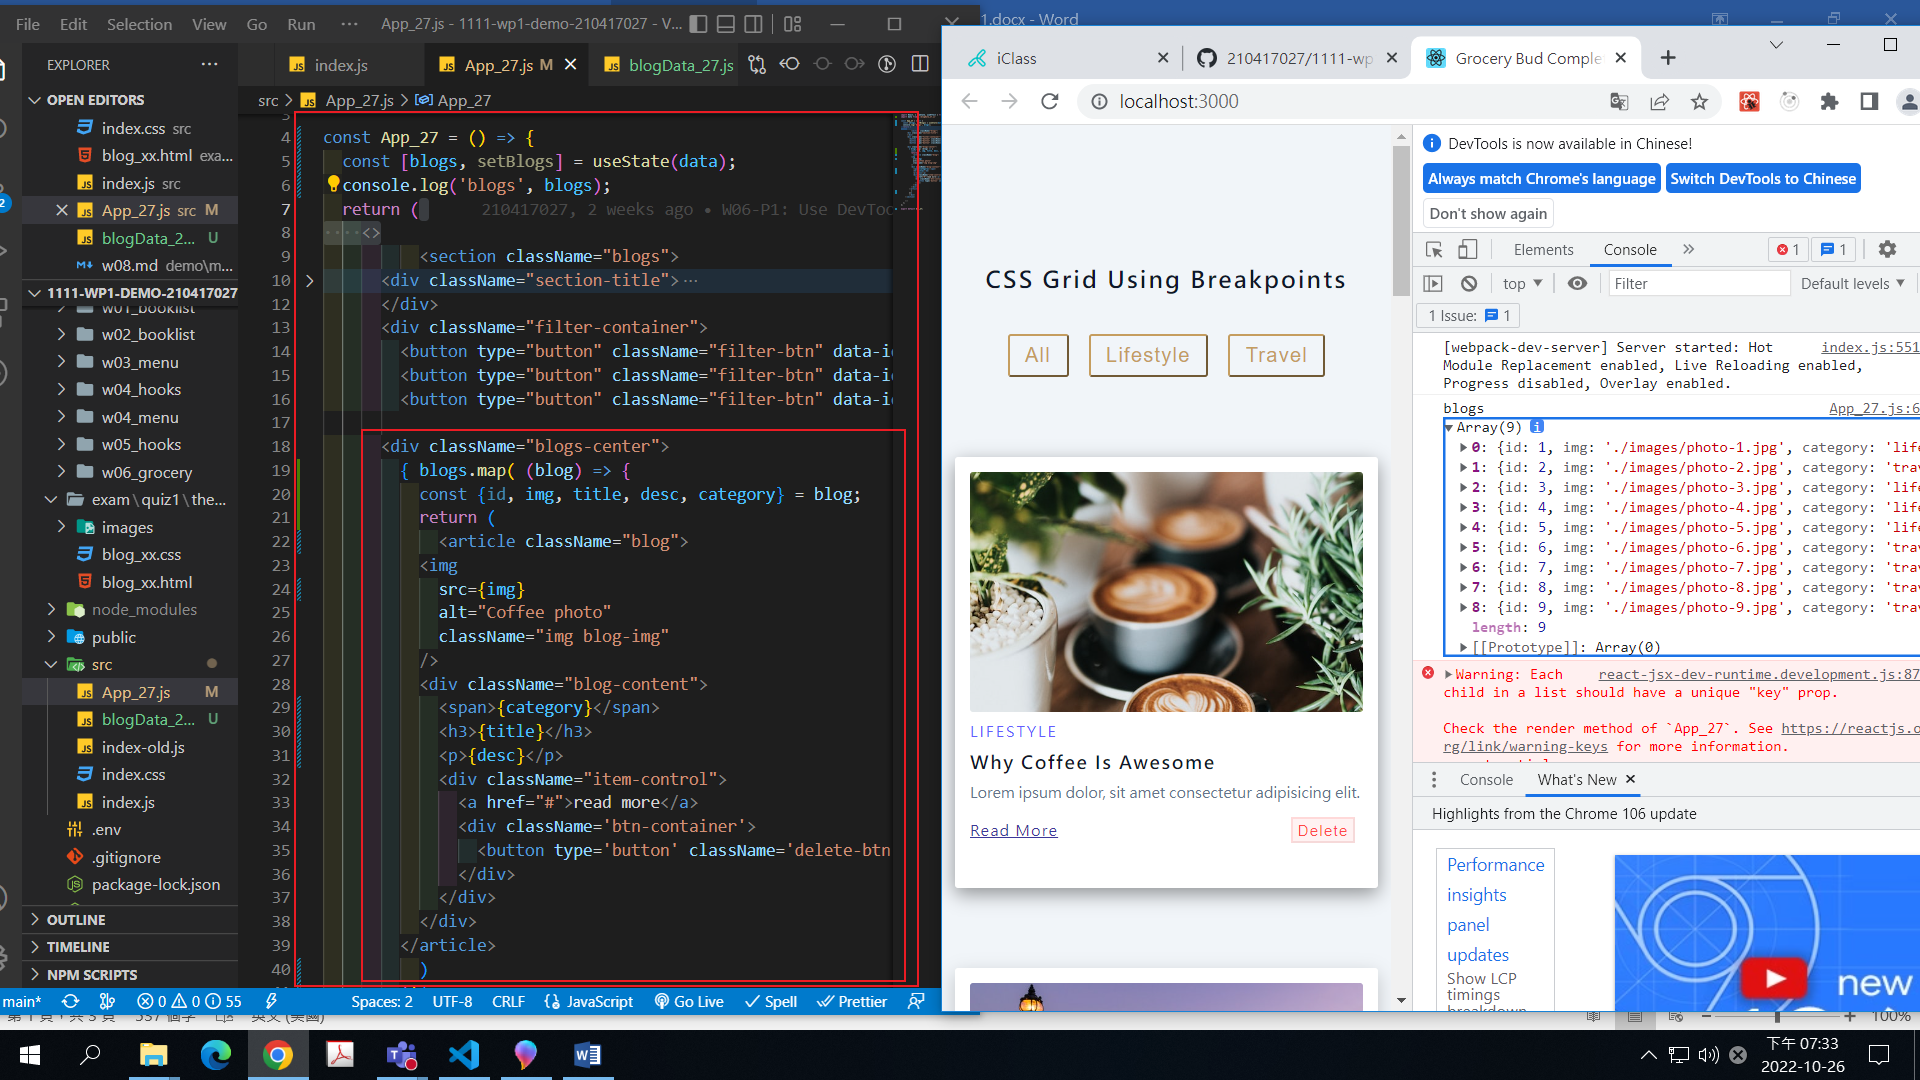 File Edit Selection View Go Run ··· App_27.js - 1111-wp1-demo-210417027 - V...
EXPLORER ···
OPEN EDITORS
index.css src
blog_xx.html exa...
index.js src
App_27.js src M
blogData_2... U
w08.md demo\m...
1111-WP1-DEMO-210417027
w01_booklist
w02_booklist
w03_menu
w04_hooks
w04_menu
w05_hooks
w06_grocery
exam\quiz1\the...
images
blog_xx.css
blog_xx.html
node_modules
public
src
App_27.js M
blogData_2... U
index-old.js
index.css
index.js
.env
.gitignore
package-lock.json
OUTLINE
TIMELINE
NPM SCRIPTS
index.js
App_27.js M
blogData_27.js
src > App_27.js > App_27
3
4 const App_27 = () => {
5 const [blogs, setBlogs] = useState(data);
6 console.log('blogs', blogs);
7 return ( 210417027, 2 weeks ago • W06-P1: Use DevToo
8 ····<>
9 <section className="blogs">
10 <div className="section-title">···
12 </div>
13 <div className="filter-container">
14 <button type="button" className="filter-btn" data-i
15 <button type="button" className="filter-btn" data-i
16 <button type="button" className="filter-btn" data-i
17
18 <div className="blogs-center">
19 { blogs.map( (blog) => {
20 const {id, img, title, desc, category} = blog;
21 return (
22 <article className="blog">
23 <img
24 src={img}
25 alt="Coffee photo"
26 className="img blog-img"
27 />
28 <div className="blog-content">
29 <span>{category}</span>
30 <h3>{title}</h3>
31 <p>{desc}</p>
32 <div className="item-control">
33 <a href="#">read more</a>
34 <div className='btn-container'>
35 <button type='button' className='delete-btn
36 </div>
37 </div>
38 </div>
39 </article>
40 )
main* 0 0 55 Spaces: 2 UTF-8 CRLF JavaScript Go Live Spell Prettier
1.docx - Word
iClass
210417027/1111-wp
Grocery Bud Comple
localhost:3000
CSS Grid Using Breakpoints
All Lifestyle Travel
LIFESTYLE
Why Coffee Is Awesome
Lorem ipsum dolor, sit amet consectetur adipisicing elit.
Read More Delete
DevTools is now available in Chinese!
Always match Chrome's language Switch DevTools to Chinese
Don't show again
Elements Console 1 1
top Filter Default levels
1 Issue: 1
[webpack-dev-server] Server started: Hot index.js:551
Module Replacement enabled, Live Reloading enabled,
Progress disabled, Overlay enabled.
blogs App_27.js:6
Array(9)
0: {id: 1, img: './images/photo-1.jpg', category: 'life
1: {id: 2, img: './images/photo-2.jpg', category: 'trav
2: {id: 3, img: './images/photo-3.jpg', category: 'life
3: {id: 4, img: './images/photo-4.jpg', category: 'life
4: {id: 5, img: './images/photo-5.jpg', category: 'life
5: {id: 6, img: './images/photo-6.jpg', category: 'trav
6: {id: 7, img: './images/photo-7.jpg', category: 'trav
7: {id: 8, img: './images/photo-8.jpg', category: 'trav
8: {id: 9, img: './images/photo-9.jpg', category: 'trav
length: 9
[[Prototype]]: Array(0)
Warning: Each react-jsx-dev-runtime.development.js:87
child in a list should have a unique "key" prop.
Check the render method of `App_27`. See https://reactjs.o
rg/link/warning-keys for more information.
Console What's New
Highlights from the Chrome 106 update
Performance
insights
panel
updates
Show LCP
timings
breakdown
new
100%
下午 07:33
2022-10-26